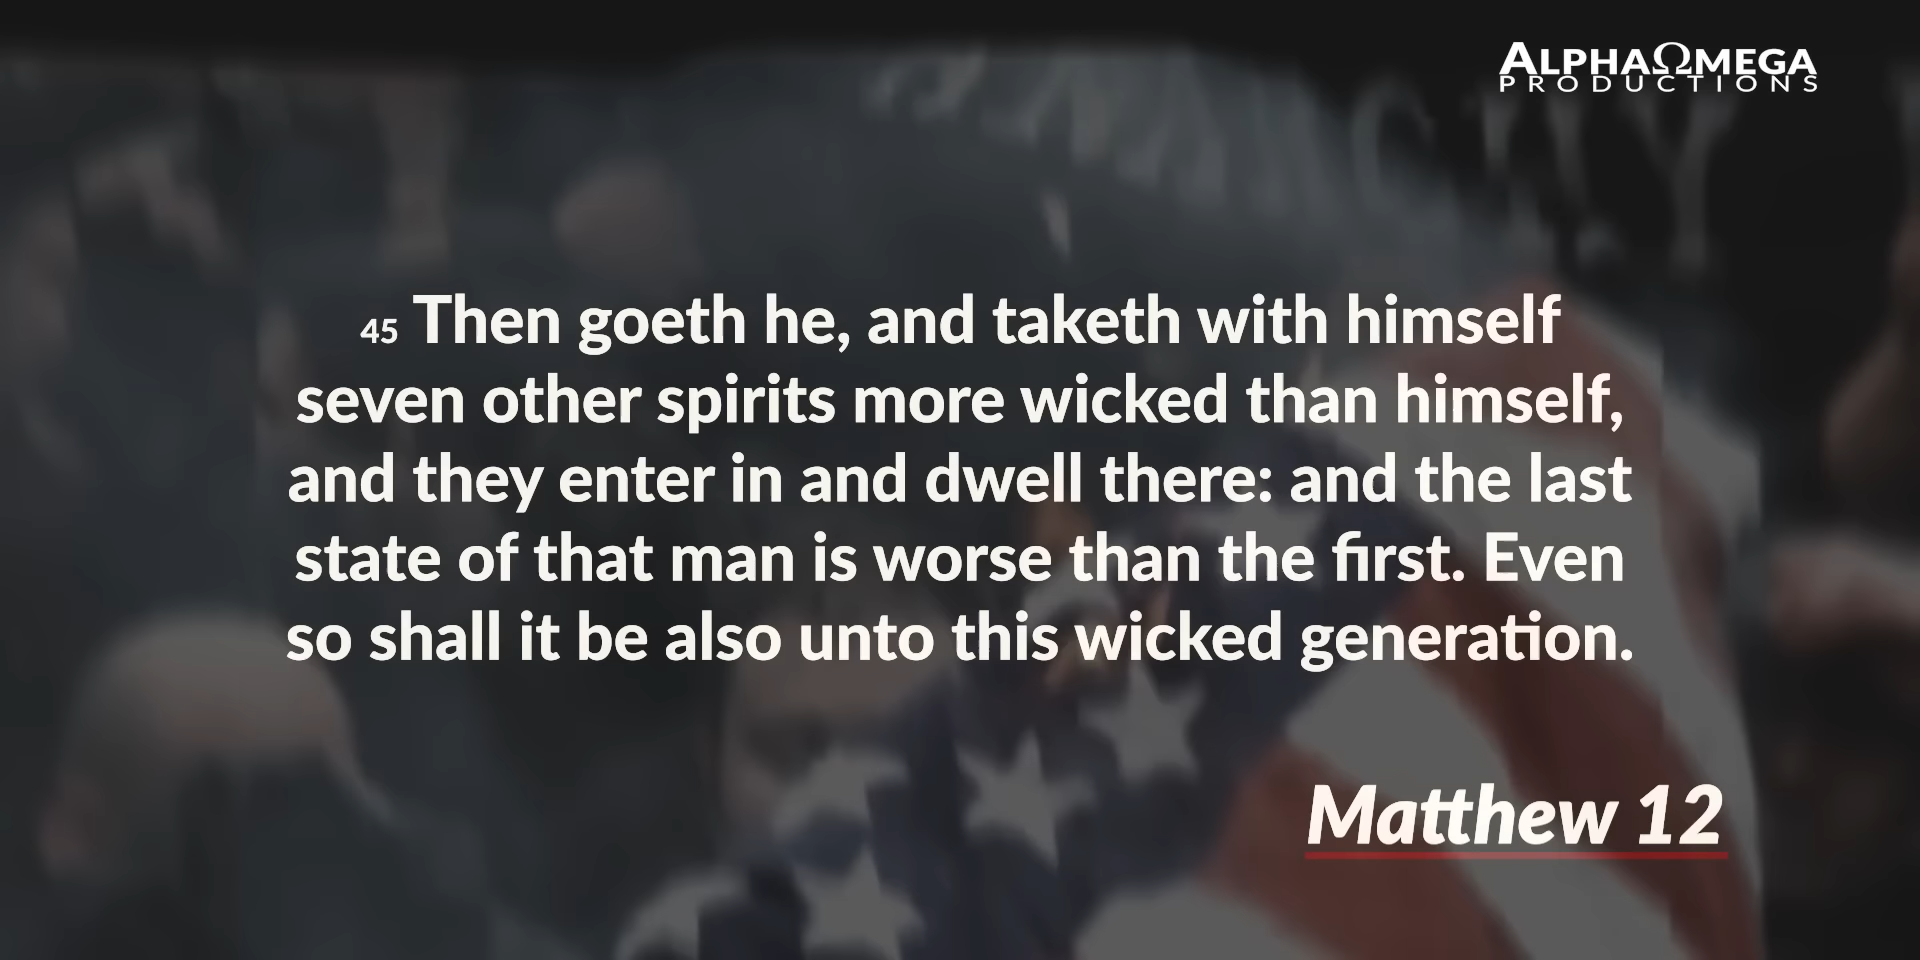 ALPHAΩMEGA
PRODUCTIONS
45 Then goeth he, and taketh with himself
seven other spirits more wicked than himself,
and they enter in and dwell there: and the last
state of that man is worse than the first. Even
so shall it be also unto this wicked generation.
Matthew 12